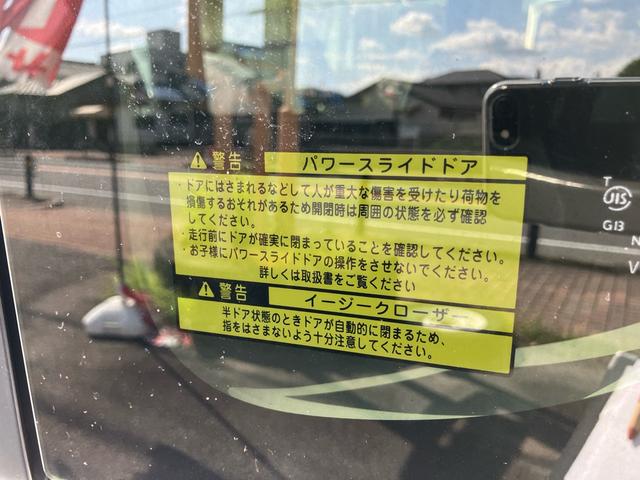 警告 パワースライドドア
・ドアにはさまれるなどして人が重大な傷害を受けたり荷物を
損傷するおそれがあるため開閉時は周囲の状態を必ず確認
してください。
・走行前にドアが確実に閉まっていることを確認してください。
・お子様にパワースライドドアの操作をさせないでください。
詳しくは取扱書をご覧ください
警告 イージークローザー
半ドア状態のときドアが自動的に閉まるため、
指をはさまないよう十分注意してください。
T
JIS
G13
N
V